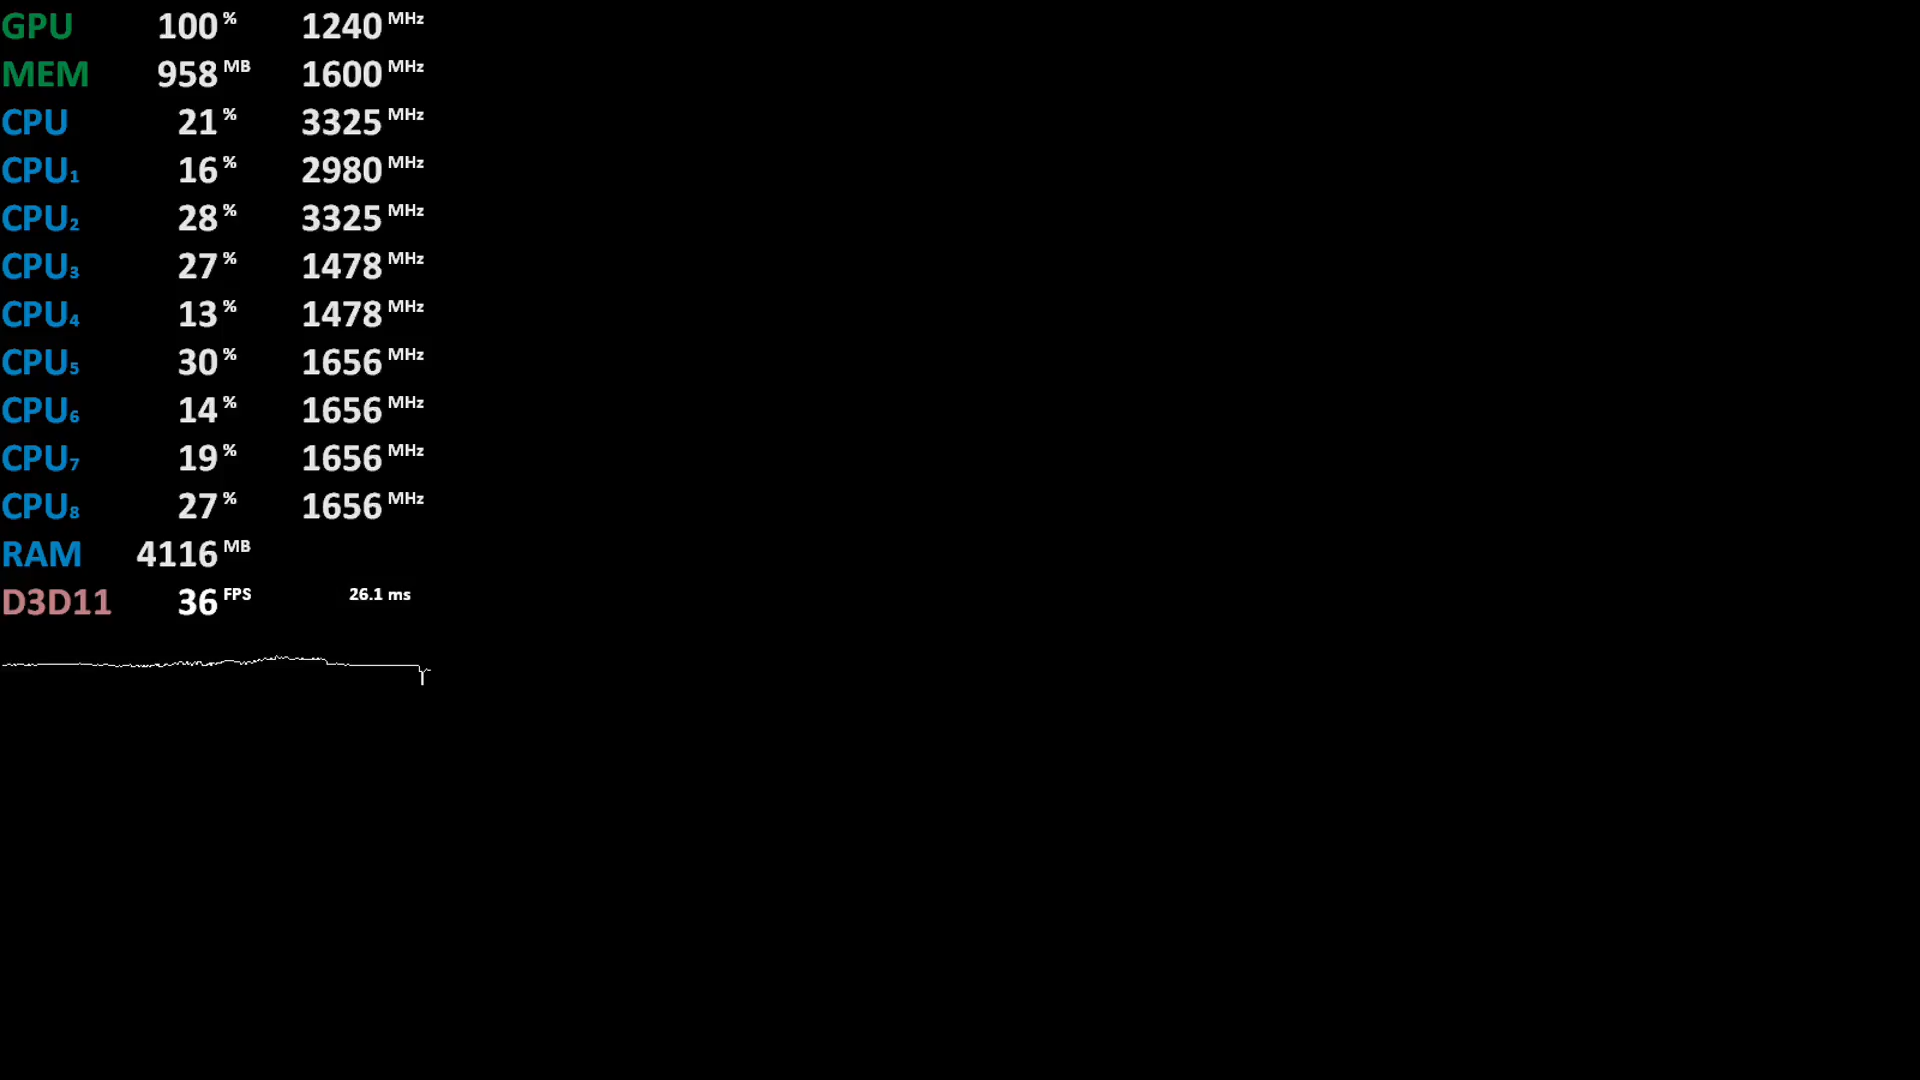 GPU 100 % 1240 MHz
MEM 958 MB 1600 MHz
CPU 21 % 3325 MHz
CPU1 16 % 2980 MHz
CPU2 28 % 3325 MHz
CPU3 27 % 1478 MHz
CPU4 13 % 1478 MHz
CPU5 30 % 1656 MHz
CPU6 14 % 1656 MHz
CPU7 19 % 1656 MHz
CPU8 27 % 1656 MHz
RAM 4116 MB
D3D11 36 FPS 26.1 ms